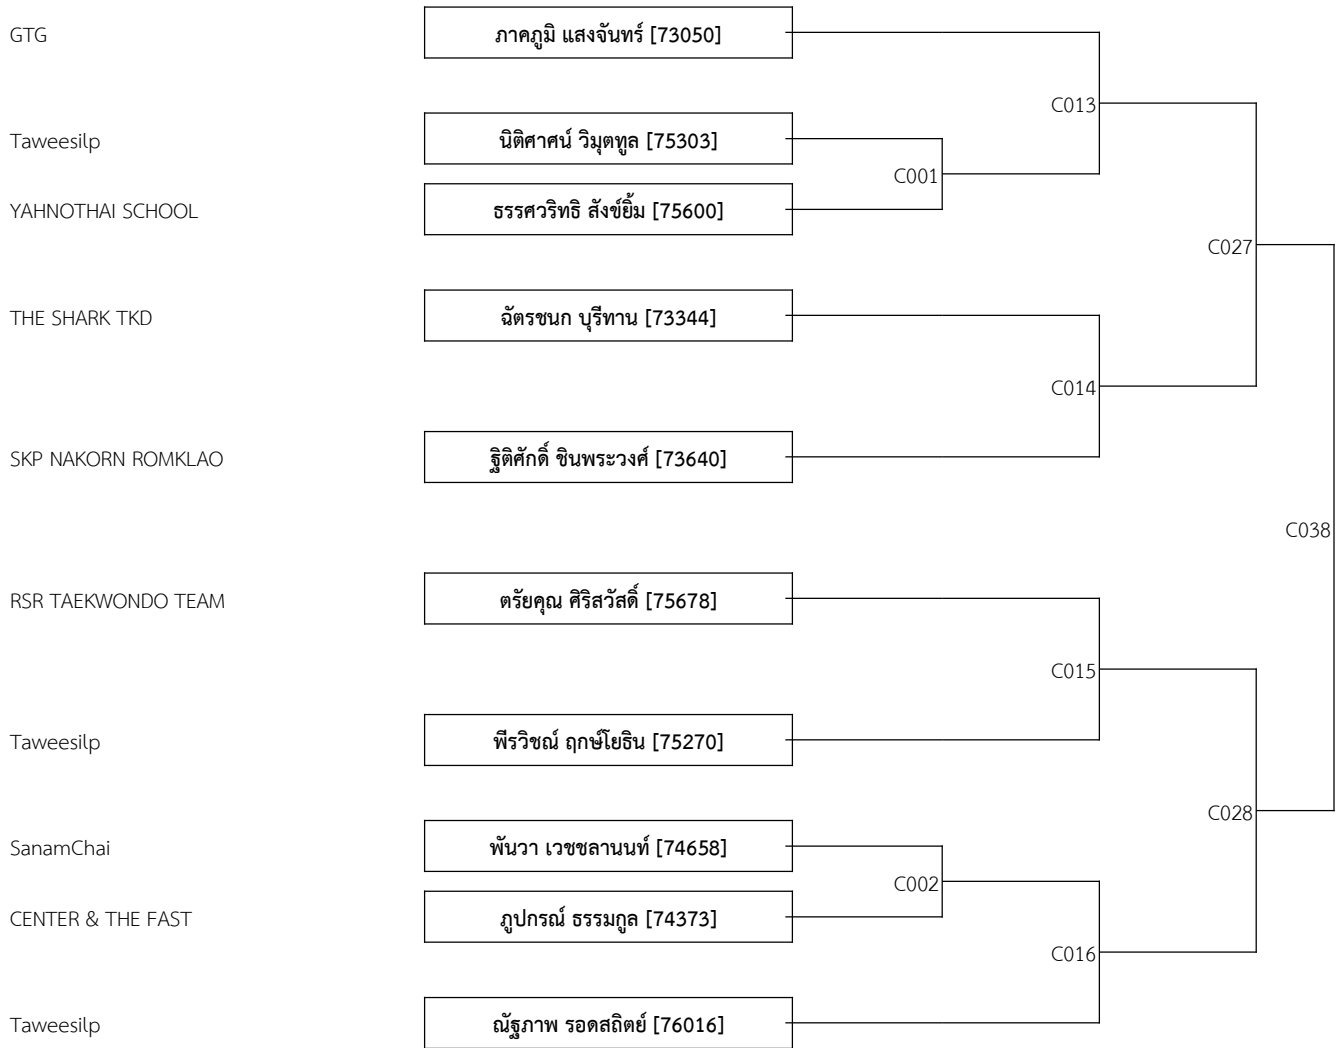 GTG ภาคภูมิ แสงจันทร์ [73050]
C013
Taweesilp นิติศาศน์ วิมุตทูล [75303]
C001
YAHNOTHAI SCHOOL ธรรศวริทธิ สังข์ยิ้ม [75600]
C027
THE SHARK TKD ฉัตรชนก บุรีทาน [73344]
C014
SKP NAKORN ROMKLAO ฐิติศักดิ์ ชินพระวงศ์ [73640]
C038
RSR TAEKWONDO TEAM ตรัยคุณ ศิริสวัสดิ์ [75678]
C015
Taweesilp พีรวิชณ์ ฤกษ์โยธิน [75270]
C028
SanamChai พันวา เวชชลานนท์ [74658]
C002
CENTER & THE FAST ภูปกรณ์ ธรรมกูล [74373]
C016
Taweesilp ณัฐภาพ รอดสถิตย์ [76016]